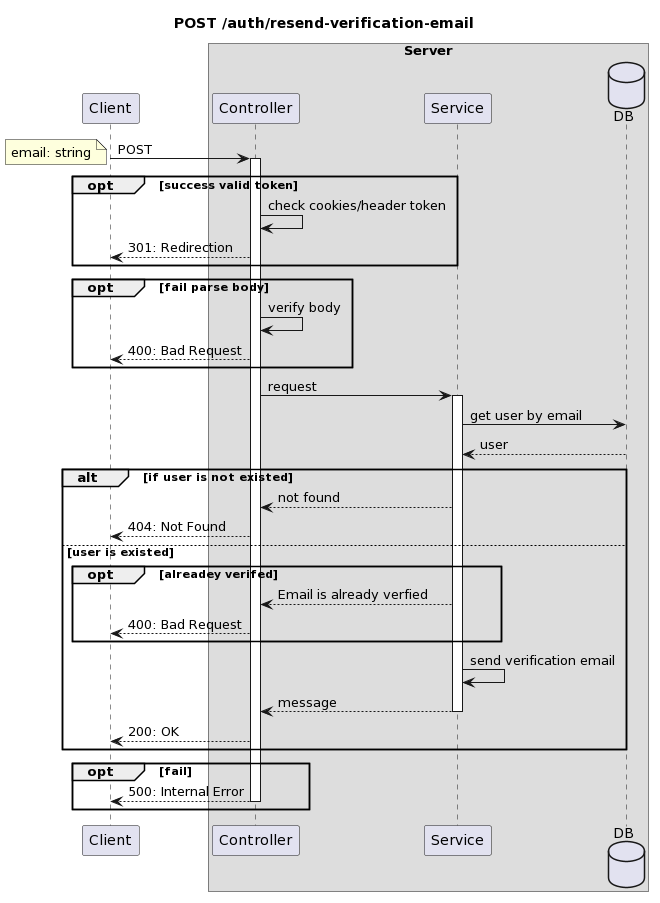 POST /auth/resend-verification-email
Server
Client
Controller
Service
DB
email: string
POST
opt [success valid token]
check cookies/header token
301: Redirection
opt [fail parse body]
verify body
400: Bad Request
request
get user by email
user
alt [if user is not existed]
not found
404: Not Found
[user is existed]
opt [alreadey verifed]
Email is already verfied
400: Bad Request
send verification email
message
200: OK
opt [fail]
500: Internal Error
Client
Controller
Service
DB